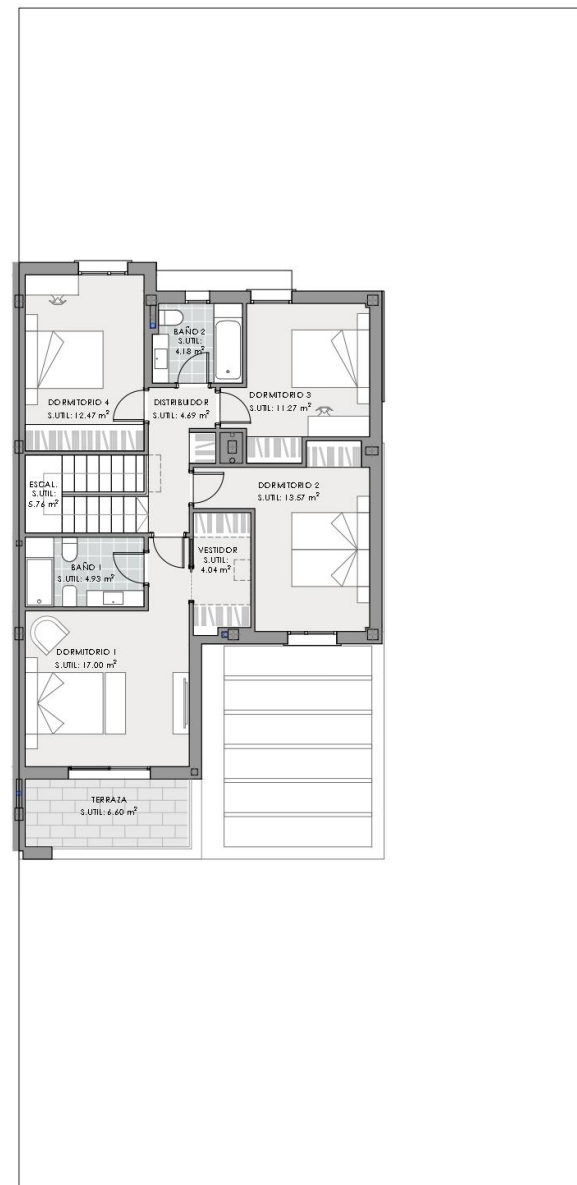 BAÑO 2
S.UTIL:
4.18 m²
DORMITORIO 4
S.UTIL: 12.47 m²
DISTRIBUIDOR
S.UTIL: 4.69 m²
DORMITORIO 3
S.UTIL: 11.27 m²
ESCAL.
S.UTIL:
5.76 m²
DORMITORIO 2
S.UTIL: 13.57 m²
BAÑO 1
S.UTIL: 4.93 m²
VESTIDOR
S.UTIL:
4.04 m²
DORMITORIO 1
S.UTIL: 17.00 m²
TERRAZA
S.UTIL: 6.60 m²